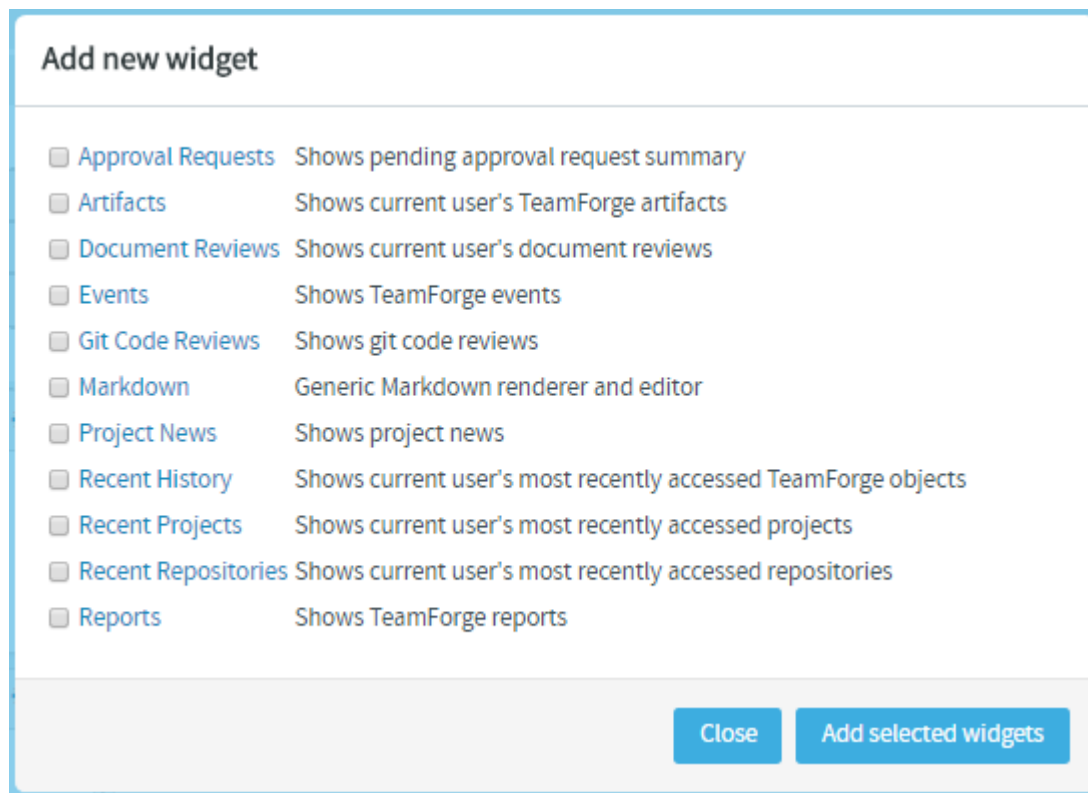 Add new widget
Approval Requests Shows pending approval request summary
Artifacts Shows current user's TeamForge artifacts
Document Reviews Shows current user's document reviews
Events Shows TeamForge events
Git Code Reviews Shows git code reviews
Markdown Generic Markdown renderer and editor
Project News Shows project news
Recent History Shows current user's most recently accessed TeamForge objects
Recent Projects Shows current user's most recently accessed projects
Recent Repositories Shows current user's most recently accessed repositories
Reports Shows TeamForge reports
Close Add selected widgets